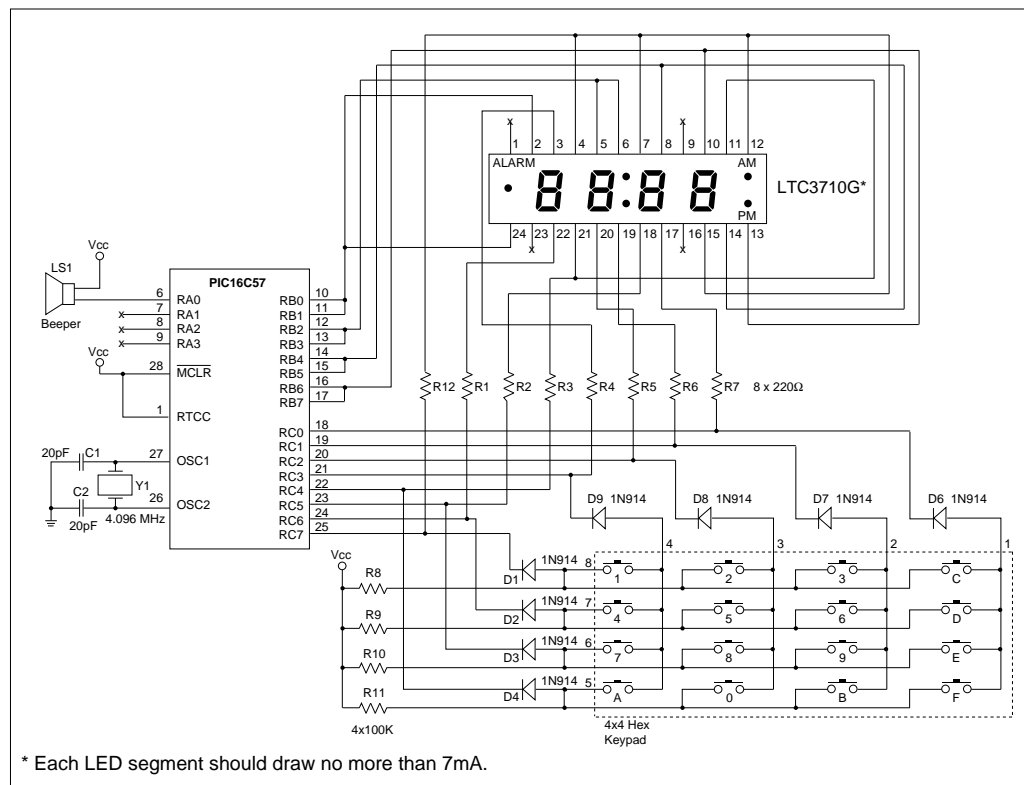 1 2 3 4 5 6 7 8 9 10 11 12
x x
ALARM AM
LTC3710G*
PM
24 23 22 21 20 19 18 17 16 15 14 13
x x
Vcc
LS1
Beeper
PIC16C57
6 RA0 RB0 10
x 7 RA1 RB1 11
x 8 RA2 RB2 12
x 9 RA3 RB3 13
RB4 14
Vcc
RB5 15
28 MCLR RB6 16
RB7 17
R12 R1 R2 R3 R4 R5 R6 R7 8 x 220Ω
1 RTCC
RC0 18
RC1 19
20pF C1 27 OSC1 RC2 20
RC3 21
Y1
RC4 22
C2 26 OSC2 RC5 23
20pF 4.096 MHz RC6 24
RC7 25
D9 1N914 D8 1N914 D7 1N914 D6 1N914
4 3 2 1
Vcc
D1 1N914 8 1 2 3 C
R8
D2 1N914 7 4 5 6 D
R9
D3 1N914 6 7 8 9 E
R10
D4 1N914 5 A 0 B F
R11
4x100K
4x4 Hex
Keypad
* Each LED segment should draw no more than 7mA.